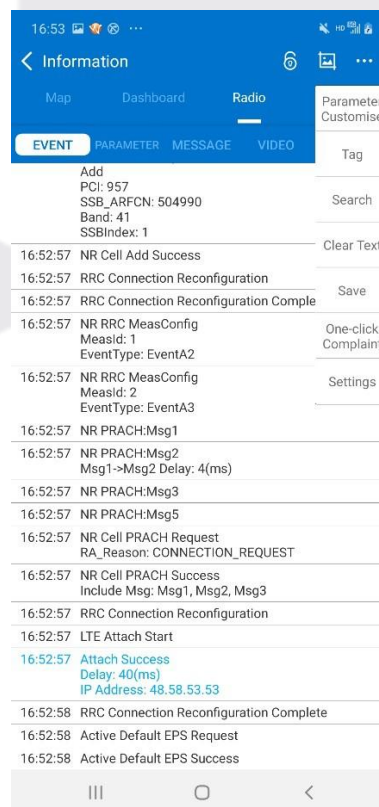 16:53
Information
Map Dashboard Radio
EVENT PARAMETER MESSAGE VIDEO
Parameter
Customise
Tag
Search
Clear Text
Save
One-click
Complaint
Settings
Add
PCI: 957
SSB_ARFCN: 504990
Band: 41
SSBIndex: 1
16:52:57 NR Cell Add Success
16:52:57 RRC Connection Reconfiguration
16:52:57 RRC Connection Reconfiguration Comple
16:52:57 NR RRC MeasConfig
MeasId: 1
EventType: EventA2
16:52:57 NR RRC MeasConfig
MeasId: 2
EventType: EventA3
16:52:57 NR PRACH:Msg1
16:52:57 NR PRACH:Msg2
Msg1->Msg2 Delay: 4(ms)
16:52:57 NR PRACH:Msg3
16:52:57 NR PRACH:Msg5
16:52:57 NR Cell PRACH Request
RA_Reason: CONNECTION_REQUEST
16:52:57 NR Cell PRACH Success
Include Msg: Msg1, Msg2, Msg3
16:52:57 RRC Connection Reconfiguration
16:52:57 LTE Attach Start
16:52:57 Attach Success
Delay: 40(ms)
IP Address: 48.58.53.53
16:52:58 RRC Connection Reconfiguration Complete
16:52:58 Active Default EPS Request
16:52:58 Active Default EPS Success